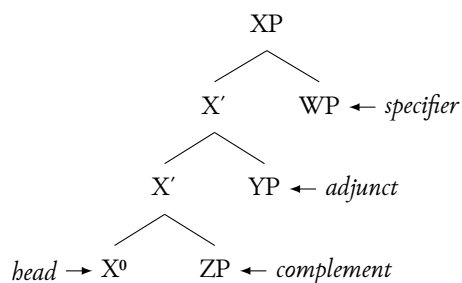 XP
X′ WP ← specifier
X′ YP ← adjunct
head → X⁰ ZP ← complement